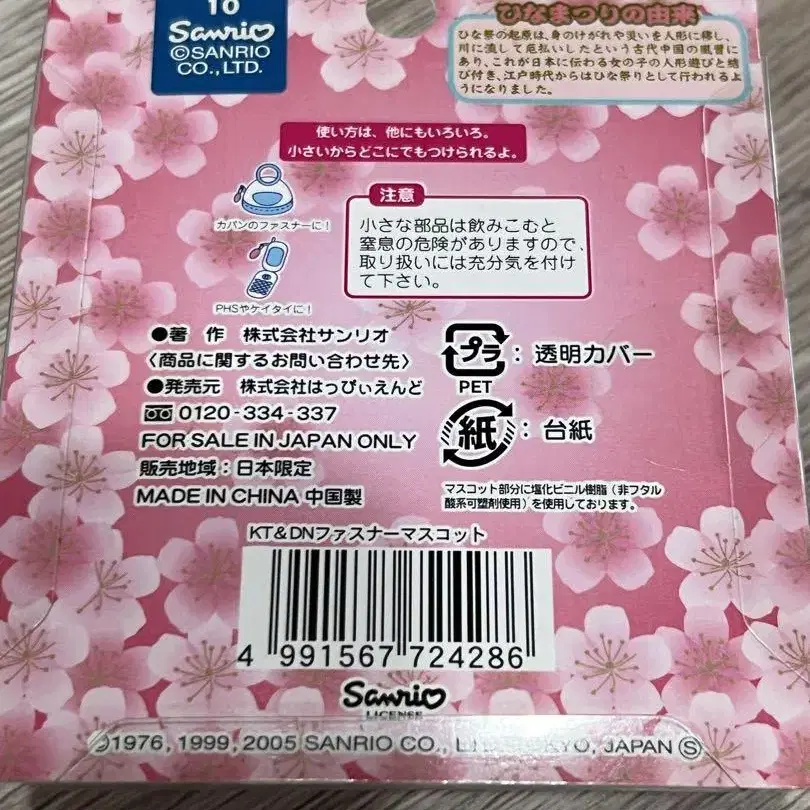 10
Sanrio
©SANRIO
CO., LTD.
ひなまつりの由来
ひな祭の起原は、身のけがれや災いを人形に移し、
川に流して厄払いしたという古代中国の風習に
あり、これが日本に伝わる女の子の人形遊びと結
び付き、江戸時代からはひな祭りとして行われるよ
うになりました。
使い方は、他にもいろいろ。
小さいからどこにでもつけられるよ。
カバンのファスナーに！
PHSやケイタイに！
注意
小さな部品は飲みこむと
窒息の危険がありますので、
取り扱いには充分気を付け
て下さい。
●著 作 株式会社サンリオ
〈商品に関するお問い合わせ先〉
●発売元 株式会社はっぴぃえんど
0120-334-337
FOR SALE IN JAPAN ONLY
販売地域：日本限定
MADE IN CHINA 中国製
プラ：透明カバー
PET
紙：台紙
マスコット部分に塩化ビニル樹脂（非フタル
酸系可塑剤使用）を使用しております。
KT&DNファスナーマスコット
4 991567 724286
Sanrio
LICENSE
©1976, 1999, 2005 SANRIO CO., LTD. TOKYO, JAPAN Ⓢ